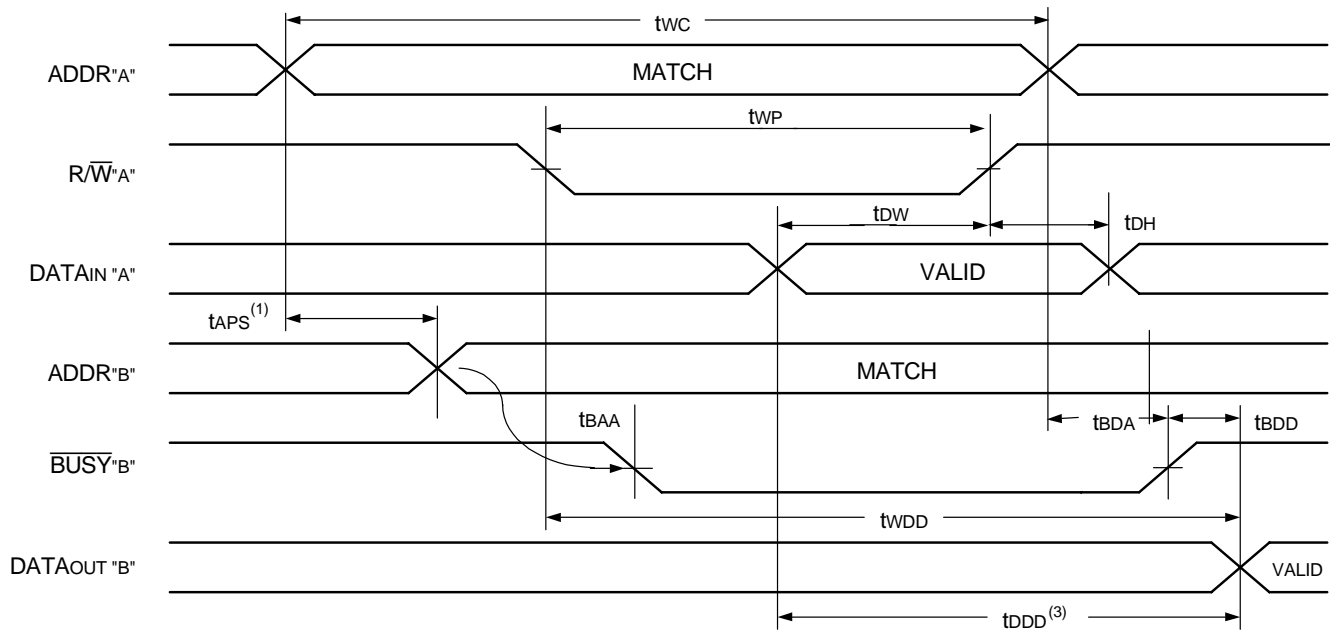 tWC
ADDR"A"
MATCH
tWP
R/W̅"A"
tDW
tDH
DATAIN "A"
VALID
tAPS(1)
ADDR"B"
MATCH
tBAA
tBDA
tBDD
B̅U̅S̅Y̅"B"
tWDD
DATAOUT "B"
VALID
tDDD(3)